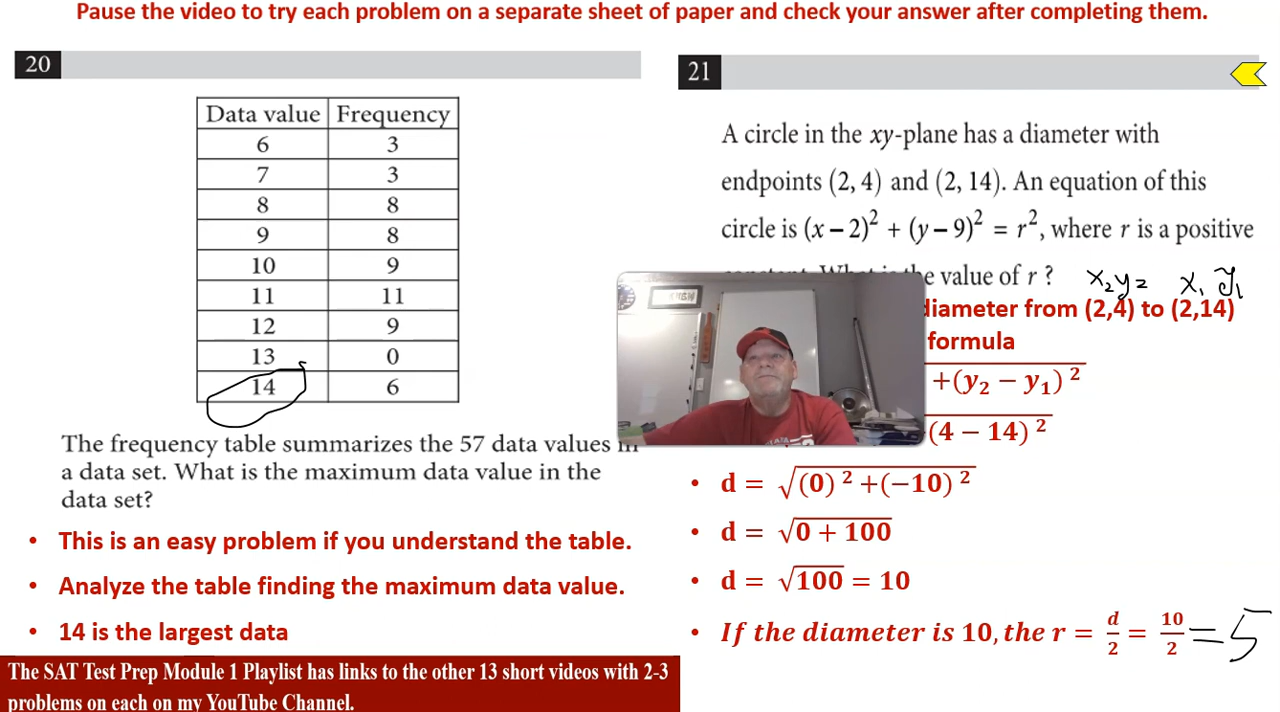 Pause the video to try each problem on a separate sheet of paper and check your answer after completing them.
20
Data value Frequency
6 3
7 3
8 8
9 8
10 9
11 11
12 9
13 0
14 6
The frequency table summarizes the 57 data values in
a data set. What is the maximum data value in the
data set?
• This is an easy problem if you understand the table.
• Analyze the table finding the maximum data value.
• 14 is the largest data
The SAT Test Prep Module 1 Playlist has links to the other 13 short videos with 2-3
problems on each on my YouTube Channel.
21
A circle in the xy-plane has a diameter with
endpoints (2, 4) and (2, 14). An equation of this
circle is (x – 2)² + (y – 9)² = r², where r is a positive
the value of r ? x₂ y₂ x₁ y₁
diameter from (2,4) to (2,14)
formula
+(y₂ − y₁) ²
(4 − 14) ²
• d = √(0) ² +(−10) ²
• d = √0 + 100
• d = √100 = 10
• If the diameter is 10, the r = d/2 = 10/2 = 5